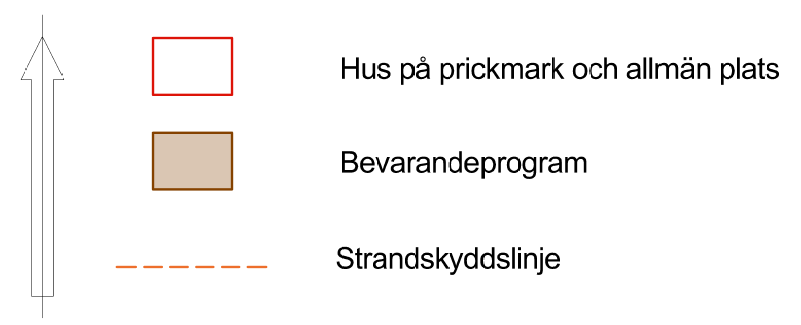 Hus på prickmark och allmän plats
Bevarandeprogram
Strandskyddslinje